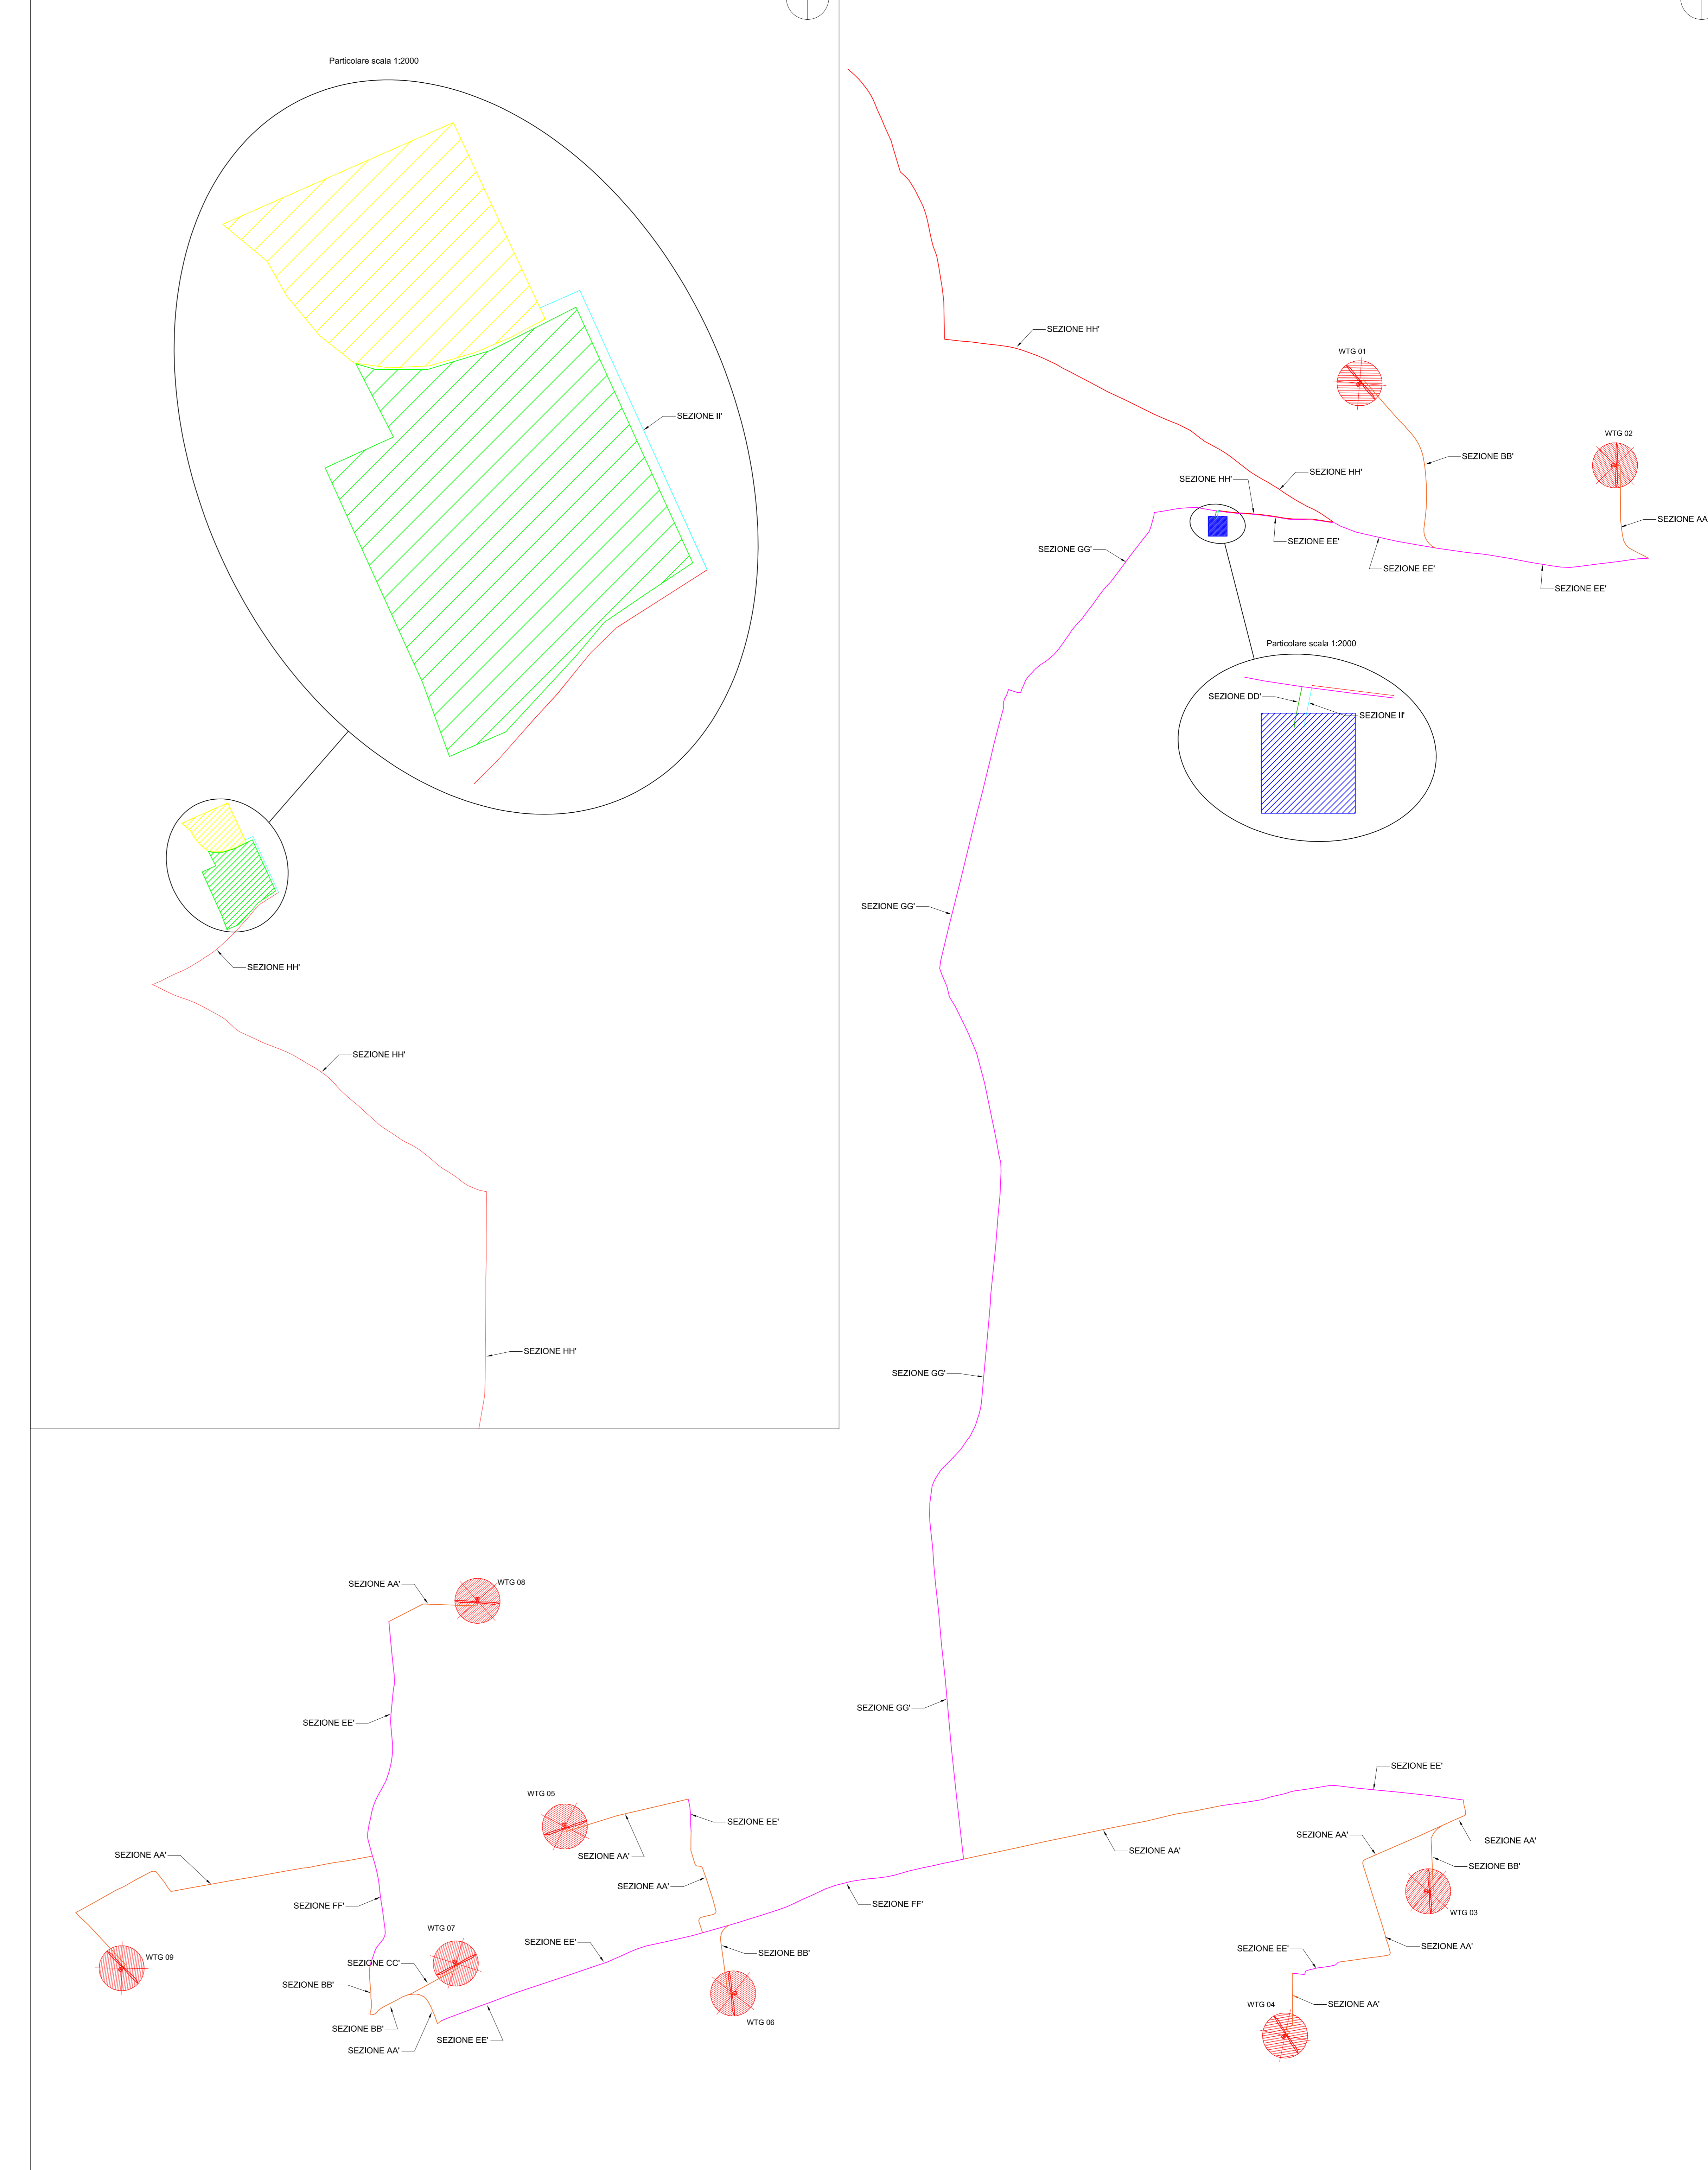 Particolare scala 1:2000
SEZIONE II'
SEZIONE HH'
SEZIONE HH'
SEZIONE HH'
SEZIONE HH'
WTG 01
WTG 02
SEZIONE BB'
SEZIONE HH'
SEZIONE HH'
SEZIONE AA
SEZIONE EE'
SEZIONE GG'
SEZIONE EE'
SEZIONE EE'
Particolare scala 1:2000
SEZIONE DD'
SEZIONE II'
SEZIONE GG'
SEZIONE GG'
SEZIONE GG'
SEZIONE AA'
WTG 08
SEZIONE EE'
WTG 05
SEZIONE EE'
SEZIONE AA'
SEZIONE AA'
SEZIONE AA'
SEZIONE FF'
WTG 07
SEZIONE EE'
SEZIONE FF'
SEZIONE BB'
WTG 09
SEZIONE CC'
SEZIONE BB'
SEZIONE BB'
SEZIONE AA'
SEZIONE EE'
WTG 06
SEZIONE EE'
SEZIONE AA'
SEZIONE AA'
SEZIONE AA'
SEZIONE BB'
WTG 03
SEZIONE AA'
SEZIONE EE'
WTG 04
SEZIONE AA'